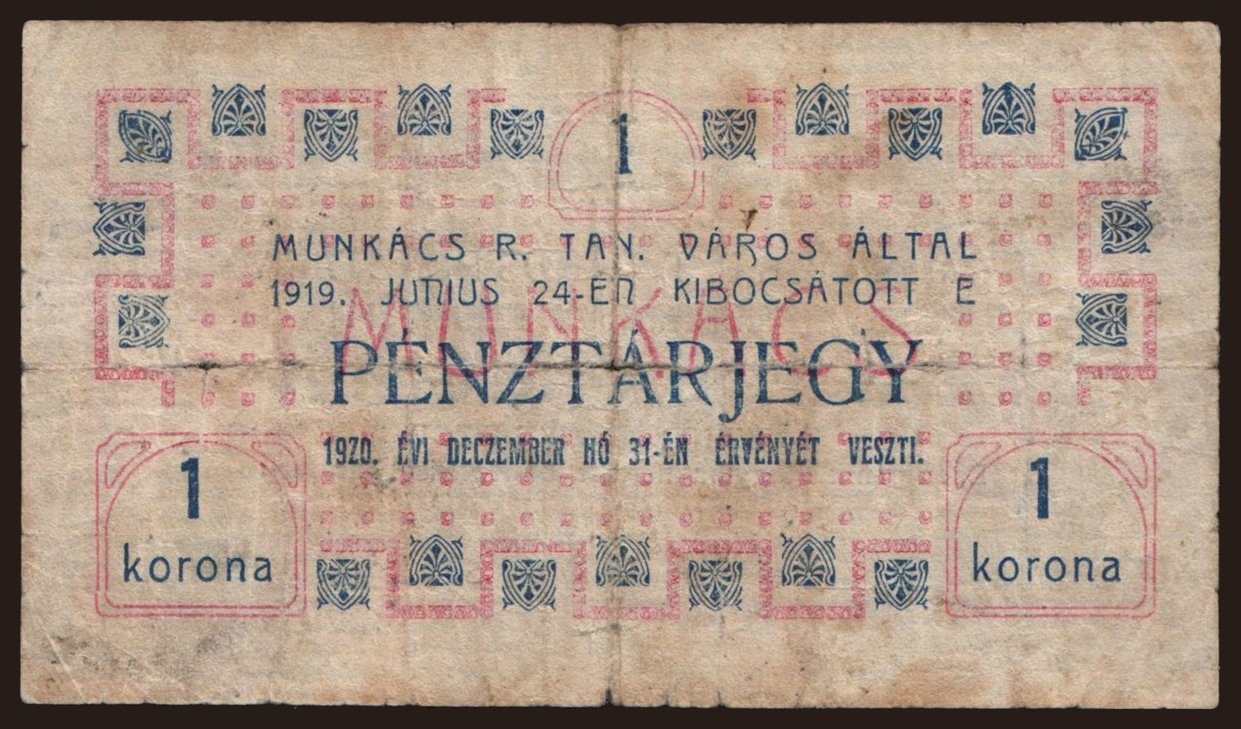 1
MUNKÁCS R. TAN. VÁROS ÁLTAL
1919. JUNIUS 24-ÉN KIBOCSÁTOTT E
MUNKÁCS
PÉNZTÁRJEGY
1920. ÉVI DECZEMBER HÓ 31-ÉN ÉRVÉNYÉT VESZTI.
1
korona
1
korona